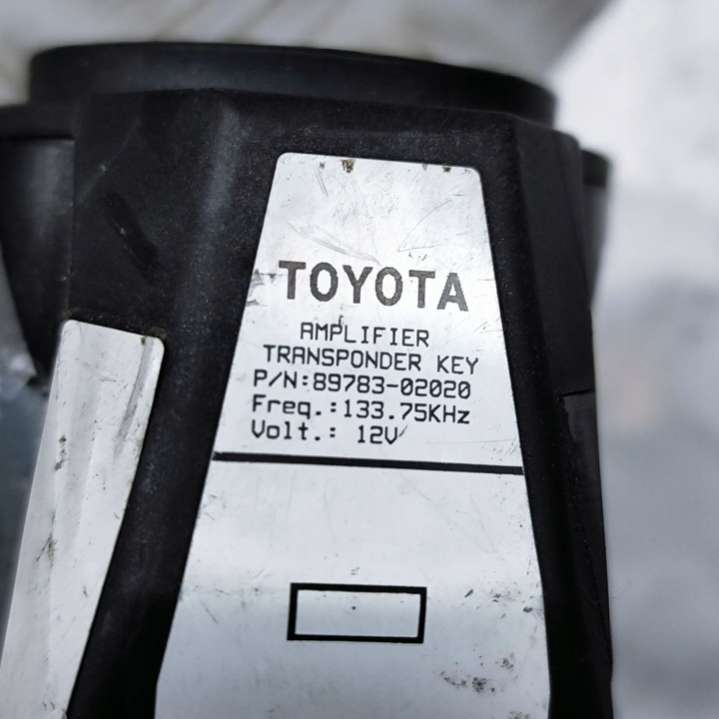 TOYOTA
AMPLIFIER
TRANSPONDER KEY
P/N:89783-02020
Freq.:133.75KHz
Volt.: 12V